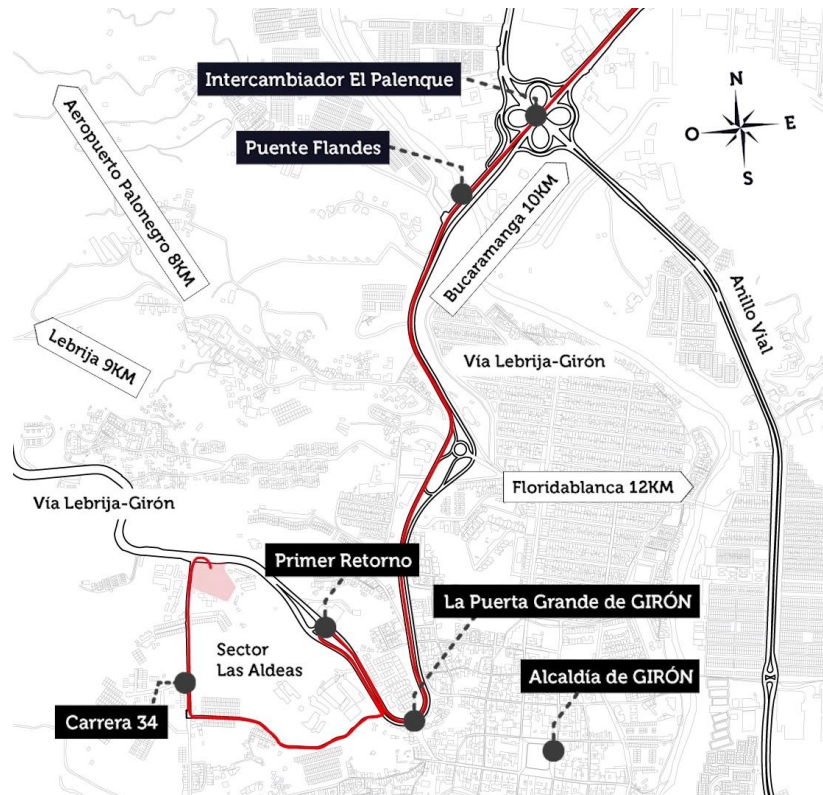 Intercambiador El Palenque
N
O
E
S
Puente Flandes
Aeropuerto Palonegro 8KM
Bucaramanga 10KM
Anillo Vial
Lebrija 9KM
Vía Lebrija-Girón
Floridablanca 12KM
Vía Lebrija-Girón
Primer Retorno
La Puerta Grande de GIRÓN
Sector
Las Aldeas
Alcaldía de GIRÓN
Carrera 34